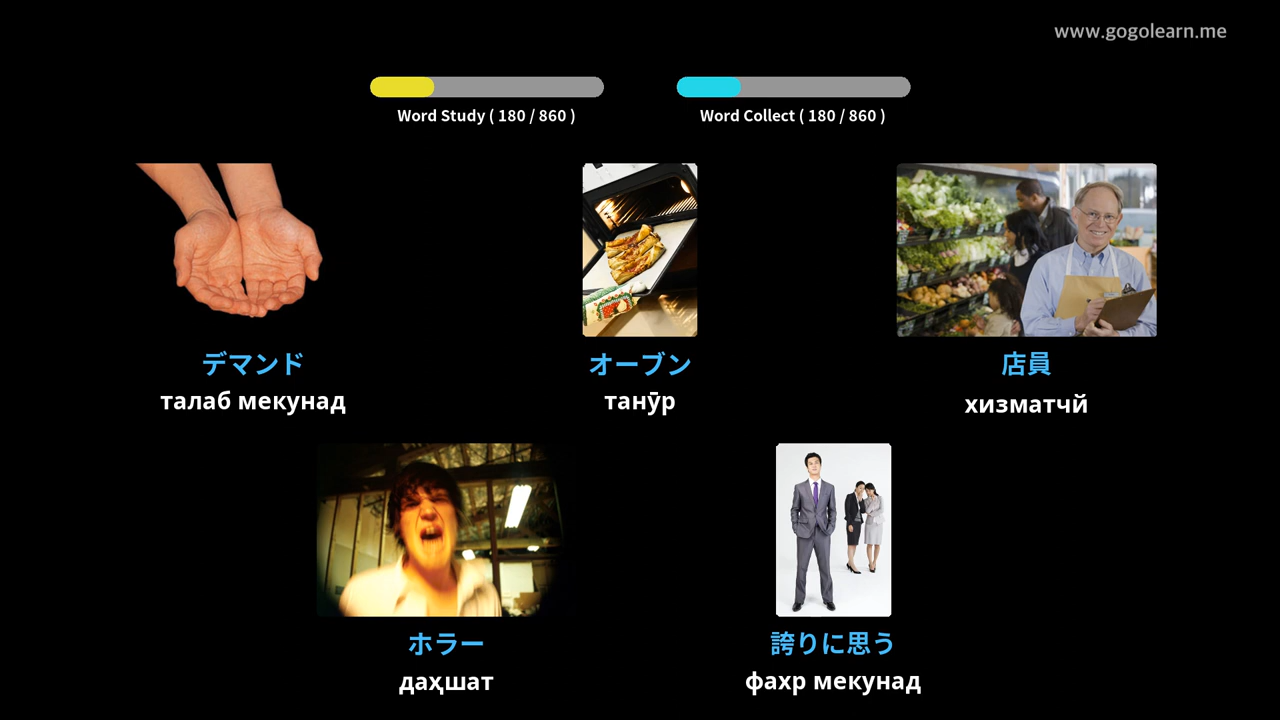 www.gogolearn.me
Word Study ( 180 / 860 )
Word Collect ( 180 / 860 )
デマンド
талаб мекунад
オーブン
танӯр
店員
хизматчй
ホラー
даҳшат
誇りに思う
фахр мекунад